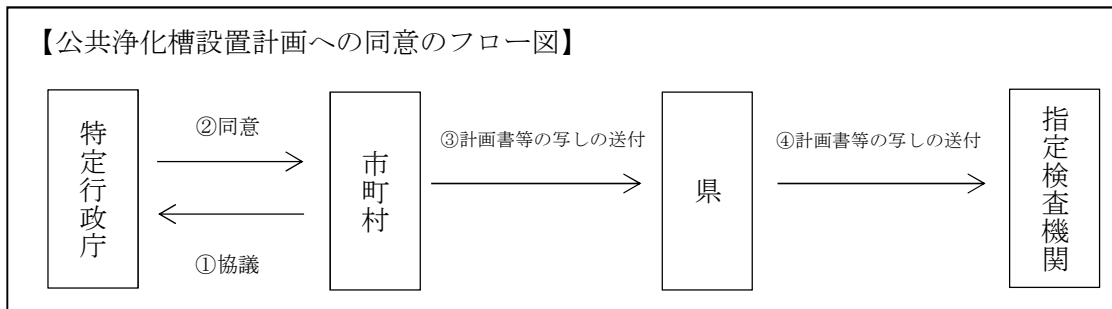 【公共浄化槽設置計画への同意のフロー図】
特定行政庁
②同意
①協議
市町村
③計画書等の写しの送付
県
④計画書等の写しの送付
指定検査機関